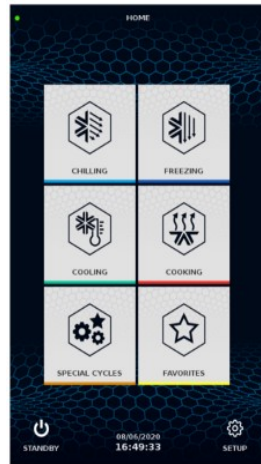 HOME
CHILLING
FREEZING
COOLING
COOKING
SPECIAL CYCLES
FAVORITES
STANDBY
08/06/2020
16:49:33
SETUP